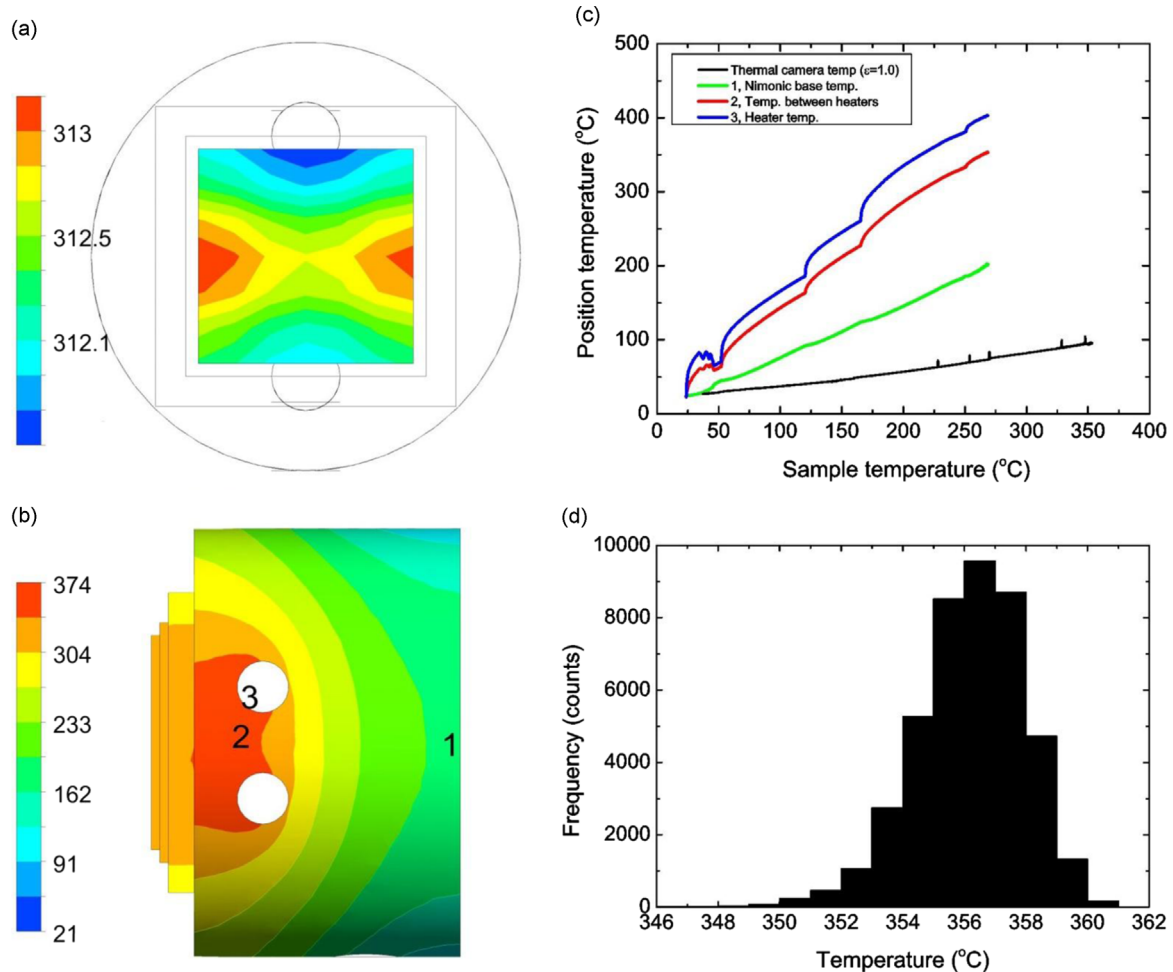 (a)
313
312.5
312.1
(b)
374
304
233
162
91
21
3
2
1
(c)
500
400
300
200
100
0
Position temperature (°C)
Thermal camera temp (ε=1.0)
1, Nimonic base temp.
2, Temp. between heaters
3, Heater temp.
0 50 100 150 200 250 300 350 400
Sample temperature (°C)
(d)
10000
8000
6000
4000
2000
0
Frequency (counts)
346 348 350 352 354 356 358 360 362
Temperature (°C)